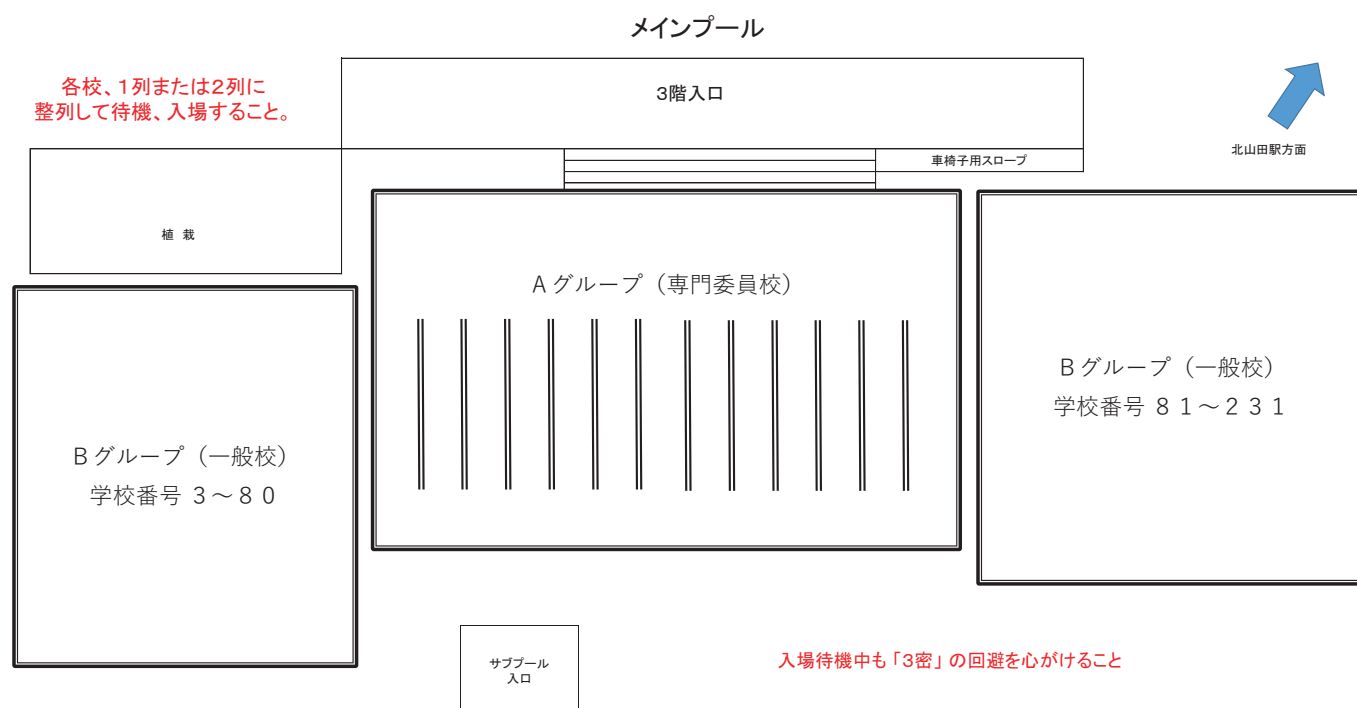 メインプール
各校、1列または2列に
整列して待機、入場すること。
3階入口
北山田駅方面
車椅子用スロープ
植 栽
Aグループ（専門委員校）
Bグループ（一般校）
学校番号 81～231
Bグループ（一般校）
学校番号 3～80
サブプール
入口
入場待機中も「3密」の回避を心がけること